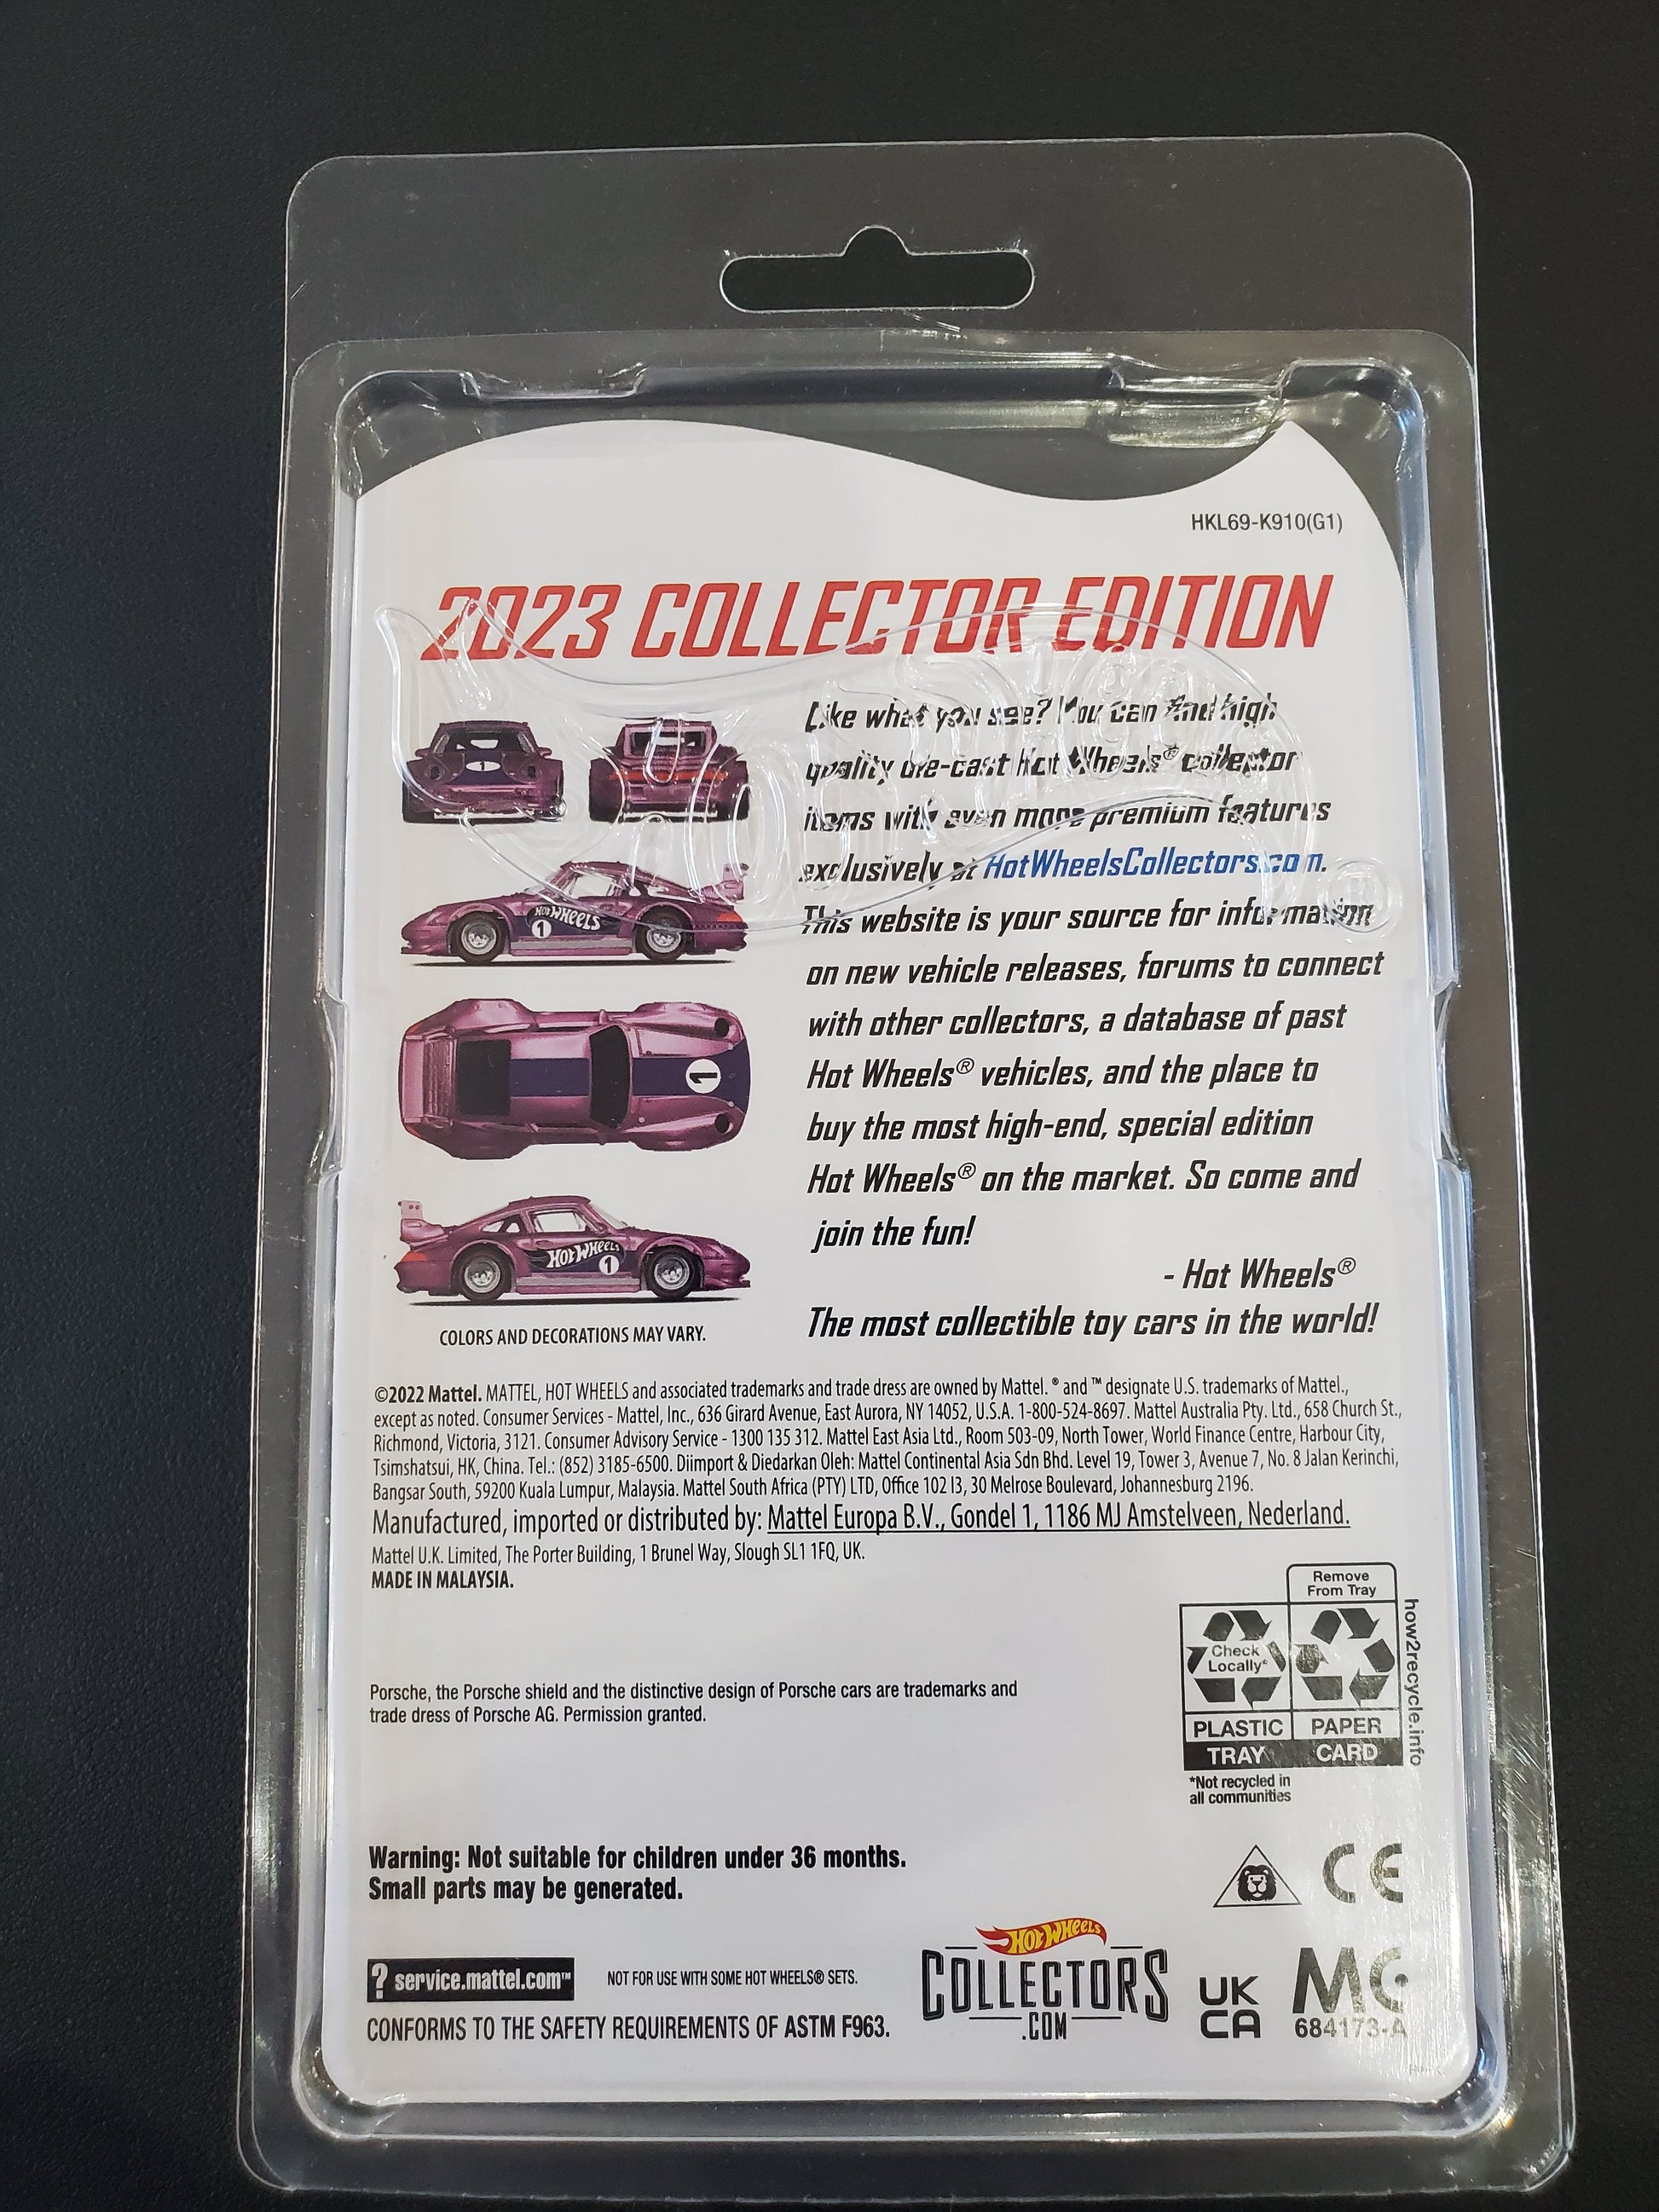 HKL69-K910(G1)
2023 COLLECTOR EDITION
Like what you see? You can find high
quality die-cast Hot Wheels® collector
items with even more premium features
exclusively at HotWheelsCollectors.com.
This website is your source for information
on new vehicle releases, forums to connect
with other collectors, a database of past
Hot Wheels® vehicles, and the place to
buy the most high-end, special edition
Hot Wheels® on the market. So come and
join the fun!
- Hot Wheels®
The most collectible toy cars in the world!
1
HOT WHEELS
1
1
HOT WHEELS
1
COLORS AND DECORATIONS MAY VARY.
©2022 Mattel. MATTEL, HOT WHEELS and associated trademarks and trade dress are owned by Mattel. ® and ™ designate U.S. trademarks of Mattel.,
except as noted. Consumer Services - Mattel, Inc., 636 Girard Avenue, East Aurora, NY 14052, U.S.A. 1-800-524-8697. Mattel Australia Pty. Ltd., 658 Church St.,
Richmond, Victoria, 3121. Consumer Advisory Service - 1300 135 312. Mattel East Asia Ltd., Room 503-09, North Tower, World Finance Centre, Harbour City,
Tsimshatsui, HK, China. Tel.: (852) 3185-6500. Diimport & Diedarkan Oleh: Mattel Continental Asia Sdn Bhd. Level 19, Tower 3, Avenue 7, No. 8 Jalan Kerinchi,
Bangsar South, 59200 Kuala Lumpur, Malaysia. Mattel South Africa (PTY) LTD, Office 102 I3, 30 Melrose Boulevard, Johannesburg 2196.
Manufactured, imported or distributed by: Mattel Europa B.V., Gondel 1, 1186 MJ Amstelveen, Nederland.
Mattel U.K. Limited, The Porter Building, 1 Brunel Way, Slough SL1 1FQ, UK.
MADE IN MALAYSIA.
Remove
From Tray
Check
Locally*
PLASTIC PAPER
TRAY CARD
how2recycle.info
*Not recycled in
all communities
Porsche, the Porsche shield and the distinctive design of Porsche cars are trademarks and
trade dress of Porsche AG. Permission granted.
Warning: Not suitable for children under 36 months.
Small parts may be generated.
CE
? service.mattel.com™
NOT FOR USE WITH SOME HOT WHEELS® SETS.
CONFORMS TO THE SAFETY REQUIREMENTS OF ASTM F963.
HOT WHEELS
COLLECTORS
.COM
UK
CA
MC
684173-A